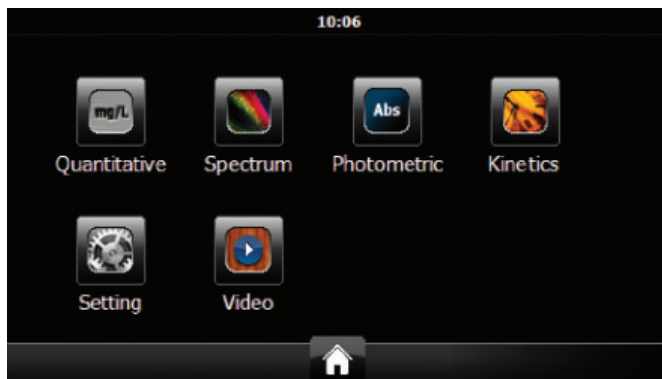 10:06
mg/L
Abs
Quantitative Spectrum Photometric Kinetics
Setting Video